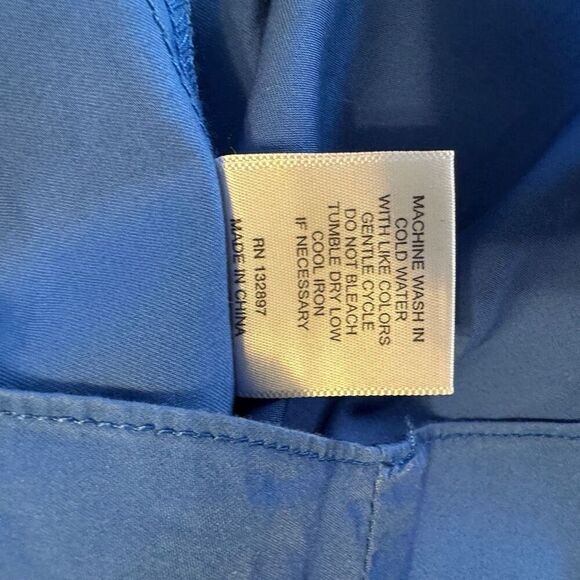 MACHINE WASH IN
COLD WATER
WITH LIKE COLORS
GENTLE CYCLE
DO NOT BLEACH
TUMBLE DRY LOW
COOL IRON
IF NECESSARY
RN 132897
MADE IN CHINA